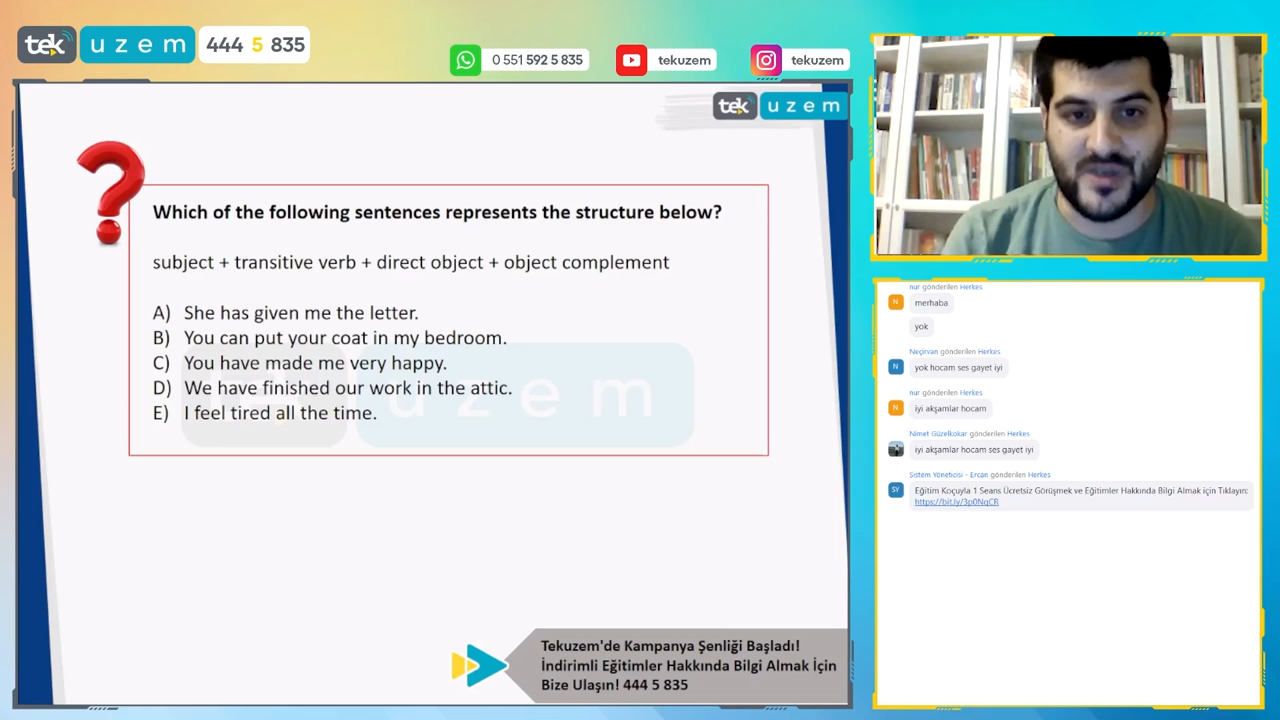 tek uzem 444 5 835
0 551 592 5 835
tekuzem
tekuzem
tek uzem
Which of the following sentences represents the structure below?
subject + transitive verb + direct object + object complement
A) She has given me the letter.
B) You can put your coat in my bedroom.
C) You have made me very happy.
D) We have finished our work in the attic.
E) I feel tired all the time.
uzem
Tekuzem'de Kampanya Şenliği Başladı!
İndirimli Eğitimler Hakkında Bilgi Almak İçin
Bize Ulaşın! 444 5 835
nur gönderilen Herkes
N
merhaba
yok
Neçirvan gönderilen Herkes
N
yok hocam ses gayet iyi
nur gönderilen Herkes
N
iyi akşamlar hocam
Nimet Güzelkokar gönderilen Herkes
iyi akşamlar hocam ses gayet iyi
Sistem Yöneticisi - Ercan gönderilen Herkes
SY
Eğitim Koçuyla 1 Seans Ücretsiz Görüşmek ve Eğitimler Hakkında Bilgi Almak için Tıklayın:
https://bit.ly/3p0NqCR